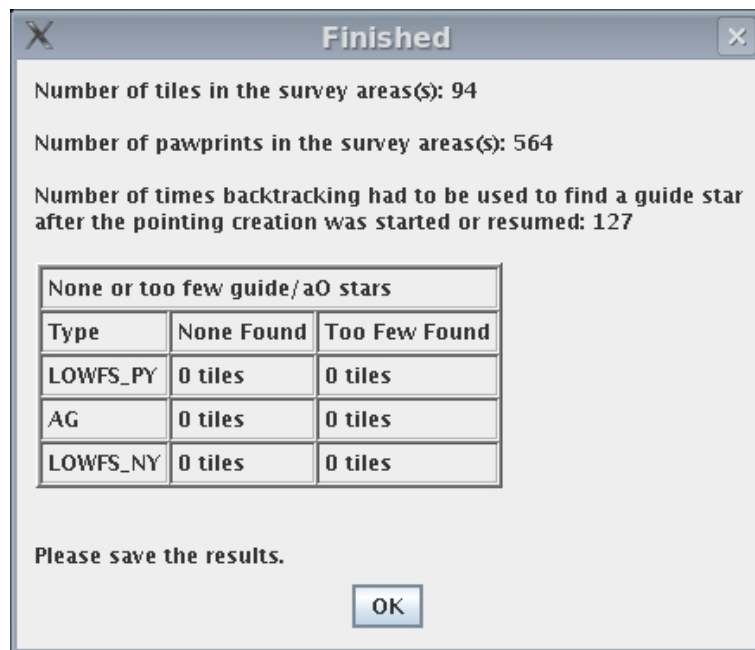 Finished
Number of tiles in the survey areas(s): 94
Number of pawprints in the survey areas(s): 564
Number of times backtracking had to be used to find a guide star
after the pointing creation was started or resumed: 127
None or too few guide/aO stars
Type None Found Too Few Found
LOWFS_PY 0 tiles 0 tiles
AG 0 tiles 0 tiles
LOWFS_NY 0 tiles 0 tiles
Please save the results.
OK